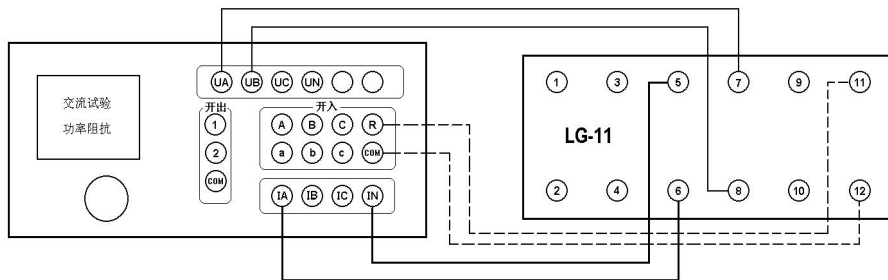 UA UB UC UN
交流试验
功率阻抗
开出
1
2
COM
开入
A B C R
a b c COM
IA IB IC IN
1 3 5 7 9 11
LG-11
2 4 6 8 10 12